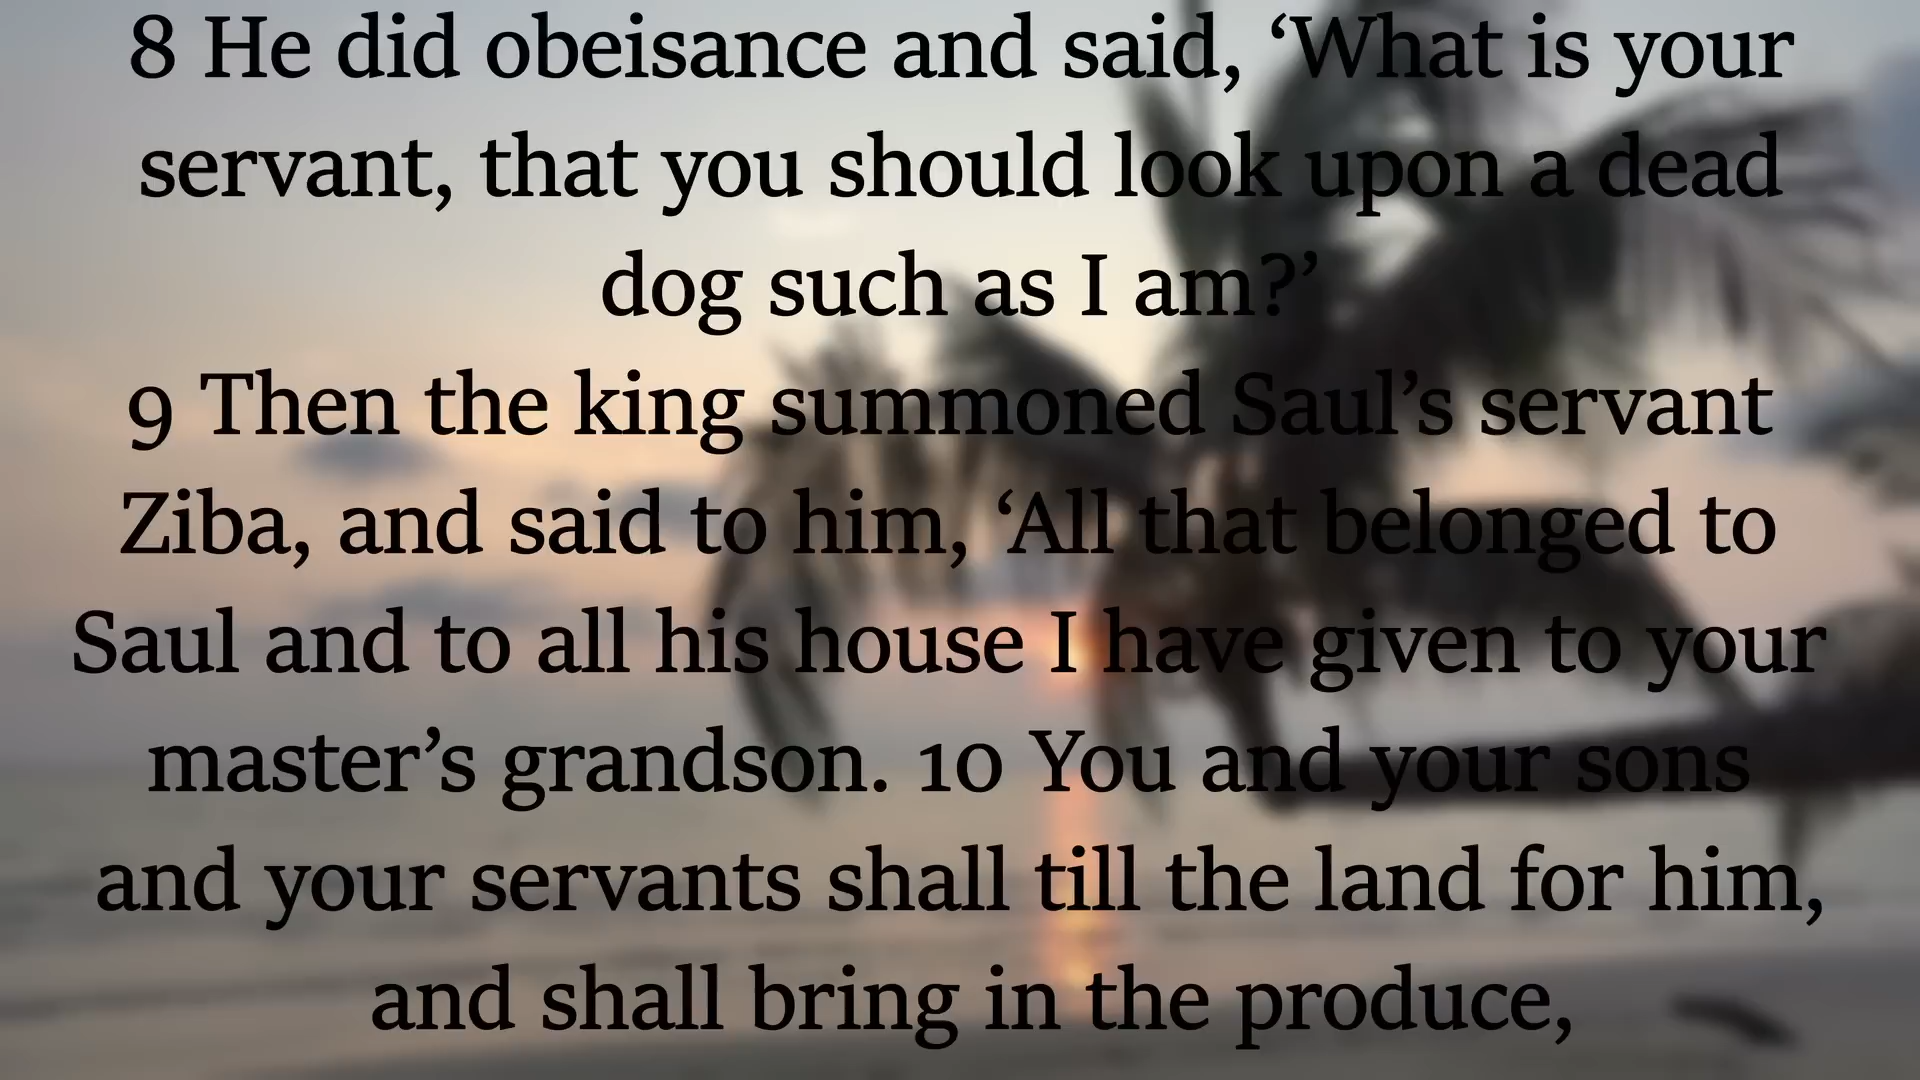 8 He did obeisance and said, ‘What is your
servant, that you should look upon a dead
dog such as I am?’
9 Then the king summoned Saul’s servant
Ziba, and said to him, ‘All that belonged to
Saul and to all his house I have given to your
master’s grandson. 10 You and your sons
and your servants shall till the land for him,
and shall bring in the produce,